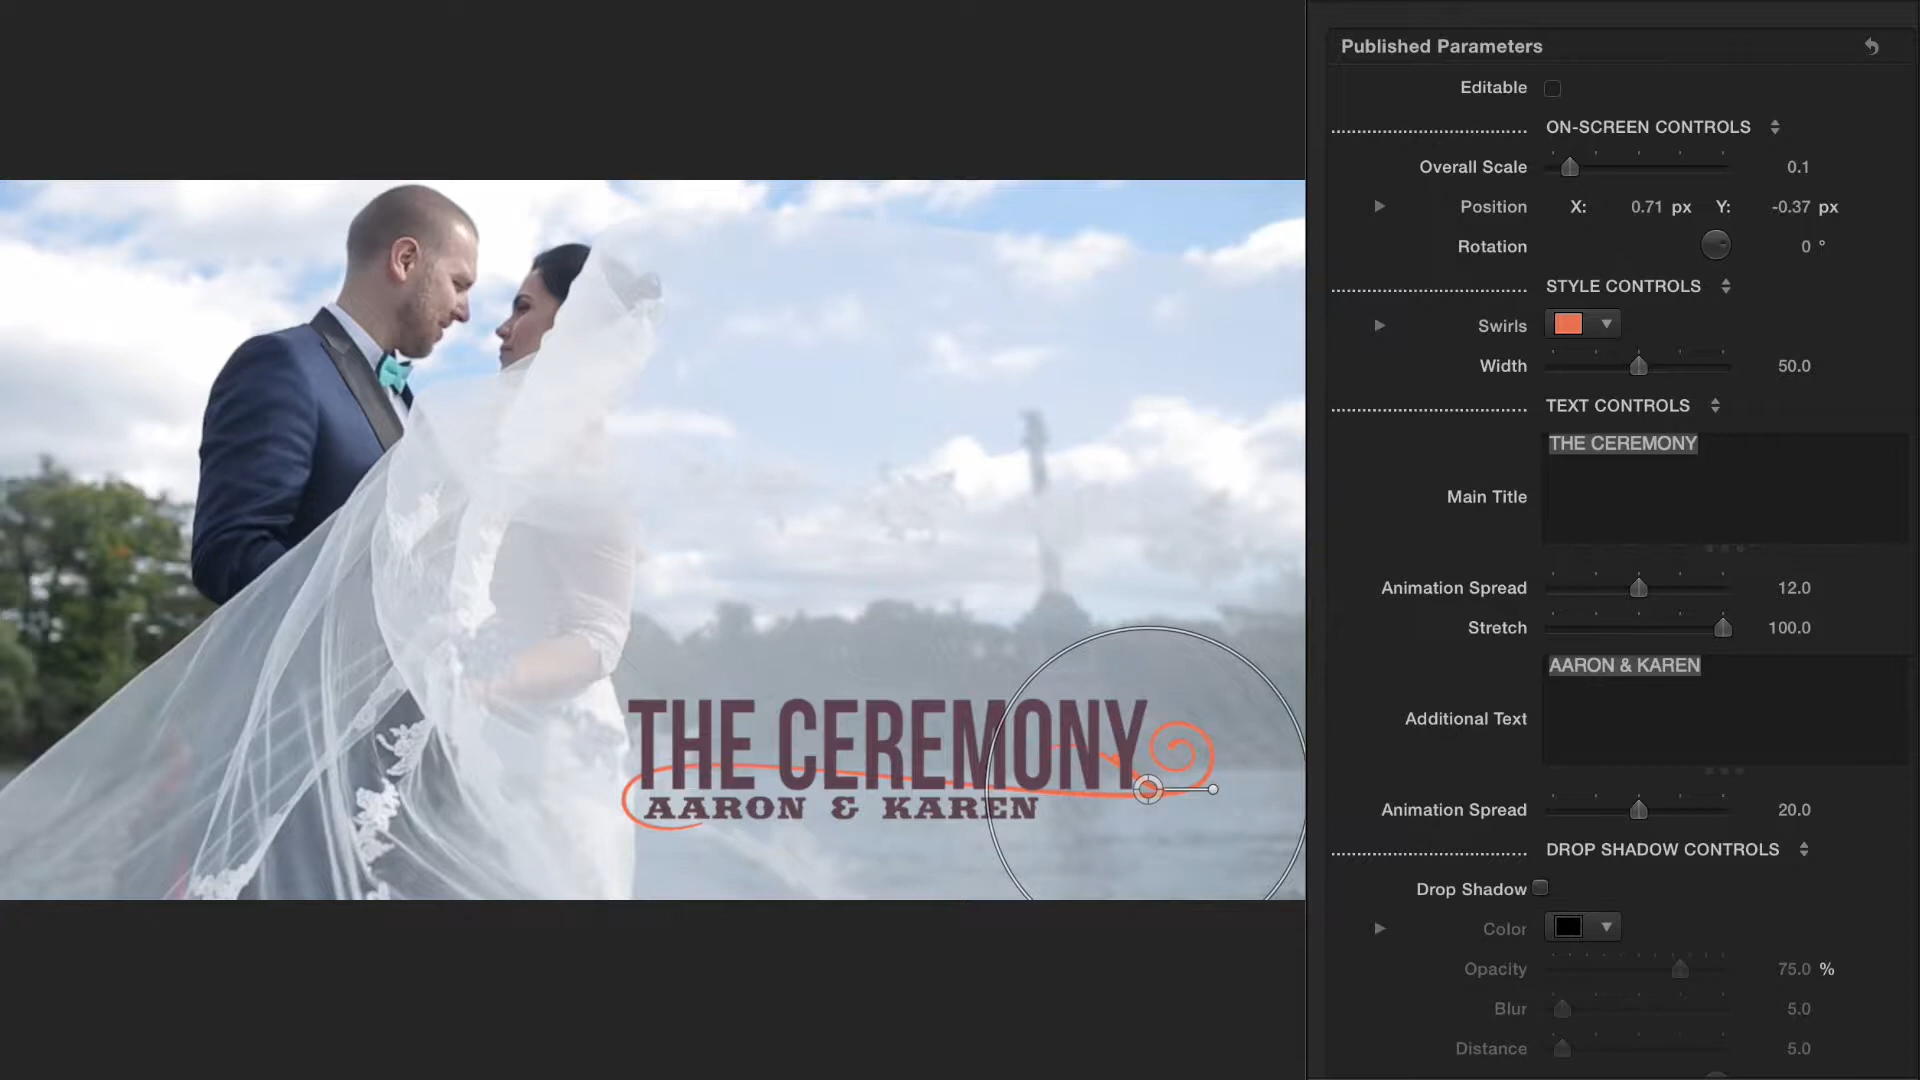 Published Parameters
Editable
ON-SCREEN CONTROLS
Overall Scale 0.1
Position X: 0.71 px Y: -0.37 px
Rotation 0 °
STYLE CONTROLS
Swirls
Width 50.0
TEXT CONTROLS
THE CEREMONY
Main Title
Animation Spread 12.0
Stretch 100.0
AARON & KAREN
Additional Text
Animation Spread 20.0
DROP SHADOW CONTROLS
Drop Shadow
Color
Opacity 75.0 %
Blur 5.0
Distance 5.0
THE CEREMONY
AARON & KAREN